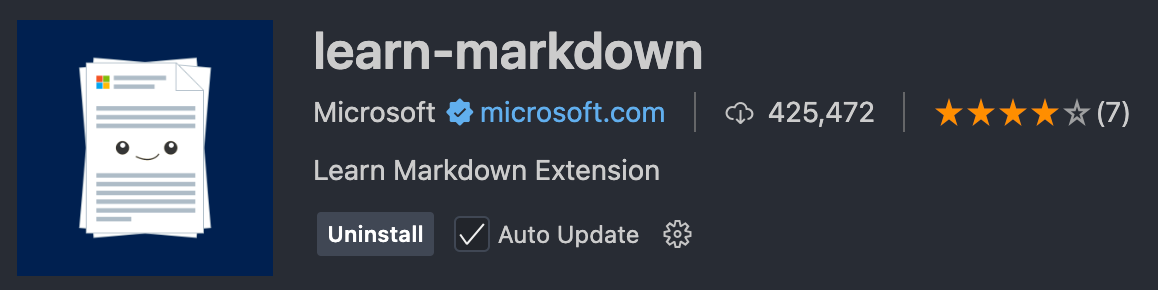 learn-markdown
Microsoft microsoft.com 425,472 (7)
Learn Markdown Extension
Uninstall Auto Update